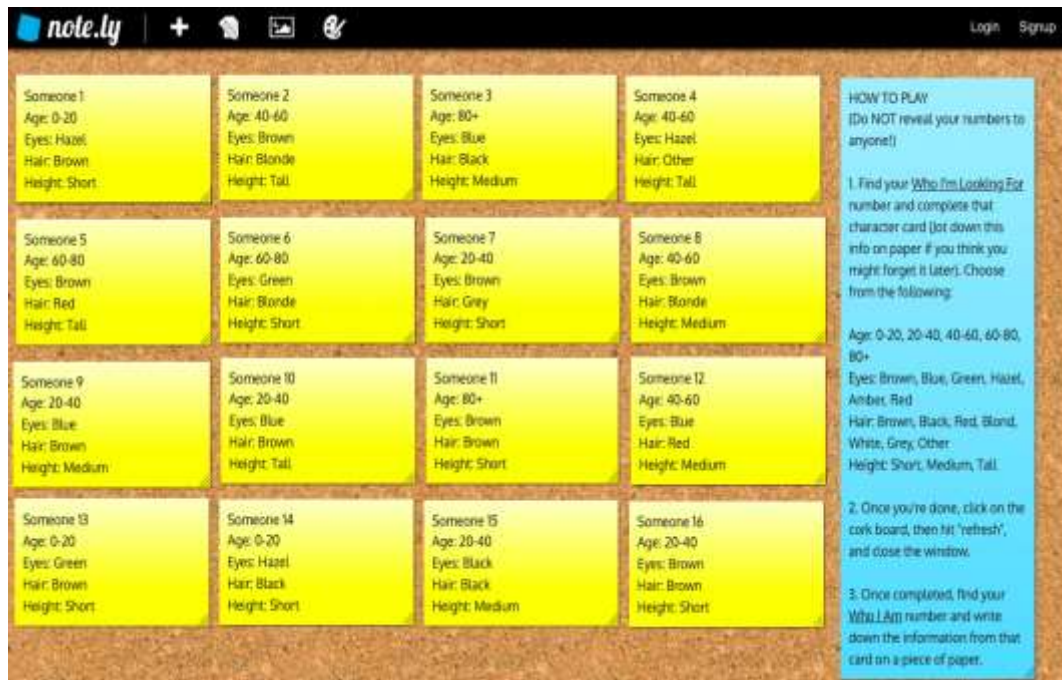 note.ly
Login Signup
Someone 1
Age: 0-20
Eyes: Hazel
Hair: Brown
Height: Short
Someone 2
Age: 40-60
Eyes: Brown
Hair: Blonde
Height: Tall
Someone 3
Age: 80+
Eyes: Blue
Hair: Black
Height: Medium
Someone 4
Age: 40-60
Eyes: Hazel
Hair: Other
Height: Tall
Someone 5
Age: 60-80
Eyes: Brown
Hair: Red
Height: Tall
Someone 6
Age: 60-80
Eyes: Green
Hair: Blonde
Height: Short
Someone 7
Age: 20-40
Eyes: Brown
Hair: Grey
Height: Short
Someone 8
Age: 40-60
Eyes: Brown
Hair: Blonde
Height: Medium
Someone 9
Age: 20-40
Eyes: Blue
Hair: Brown
Height: Medium
Someone 10
Age: 20-40
Eyes: Blue
Hair: Brown
Height: Tall
Someone 11
Age: 80+
Eyes: Brown
Hair: Brown
Height: Short
Someone 12
Age: 40-60
Eyes: Blue
Hair: Red
Height: Medium
Someone 13
Age: 0-20
Eyes: Green
Hair: Brown
Height: Short
Someone 14
Age: 0-20
Eyes: Hazel
Hair: Black
Height: Short
Someone 15
Age: 20-40
Eyes: Black
Hair: Black
Height: Medium
Someone 16
Age: 20-40
Eyes: Brown
Hair: Brown
Height: Short
HOW TO PLAY
(Do NOT reveal your numbers to
anyone!)
1. Find your Who I'm Looking For
number and complete that
character card (jot down this
info on paper if you think you
might forget it later). Choose
from the following:
Age: 0-20, 20-40, 40-60, 60-80,
80+
Eyes: Brown, Blue, Green, Hazel,
Amber, Red
Hair: Brown, Black, Red, Blond,
White, Grey, Other
Height: Short, Medium, Tall
2. Once you're done, click on the
cork board, then hit "refresh",
and close the window.
3. Once completed, find your
Who I Am number and write
down the information from that
card on a piece of paper.